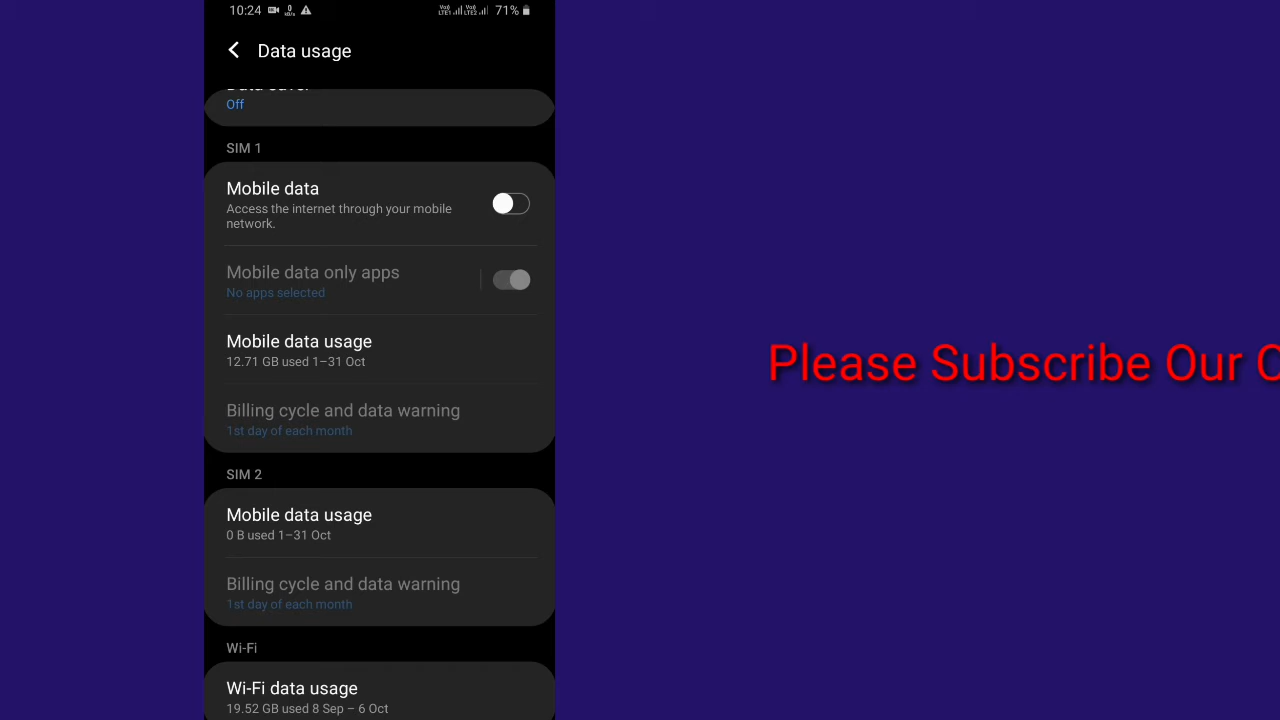 10:24
LTE1 LTE2 71%
Data usage
Data saver
Off
SIM 1
Mobile data
Access the internet through your mobile
network.
Mobile data only apps
No apps selected
Mobile data usage
12.71 GB used 1–31 Oct
Billing cycle and data warning
1st day of each month
SIM 2
Mobile data usage
0 B used 1–31 Oct
Billing cycle and data warning
1st day of each month
Wi-Fi
Wi-Fi data usage
19.52 GB used 8 Sep – 6 Oct
Please Subscribe Our C